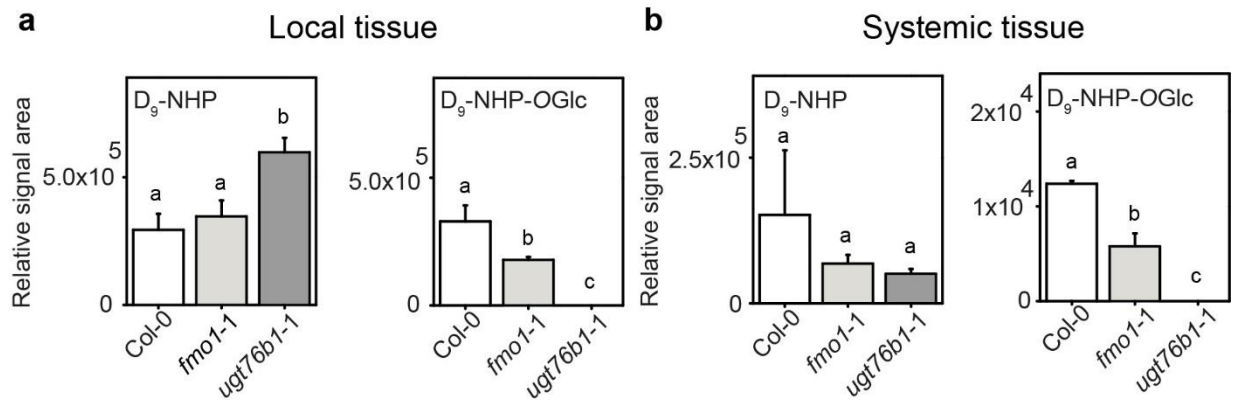 a Local tissue
Relative signal area
D9-NHP
5.0x10^5
0
a
a
b
Col-0
fmo1-1
ugt76b1-1
D9-NHP-OGlc
5.0x10^5
0
a
b
c
Col-0
fmo1-1
ugt76b1-1
b Systemic tissue
Relative signal area
D9-NHP
2.5x10^5
0
a
a
a
Col-0
fmo1-1
ugt76b1-1
D9-NHP-OGlc
2x10^4
1x10^4
0
a
b
c
Col-0
fmo1-1
ugt76b1-1